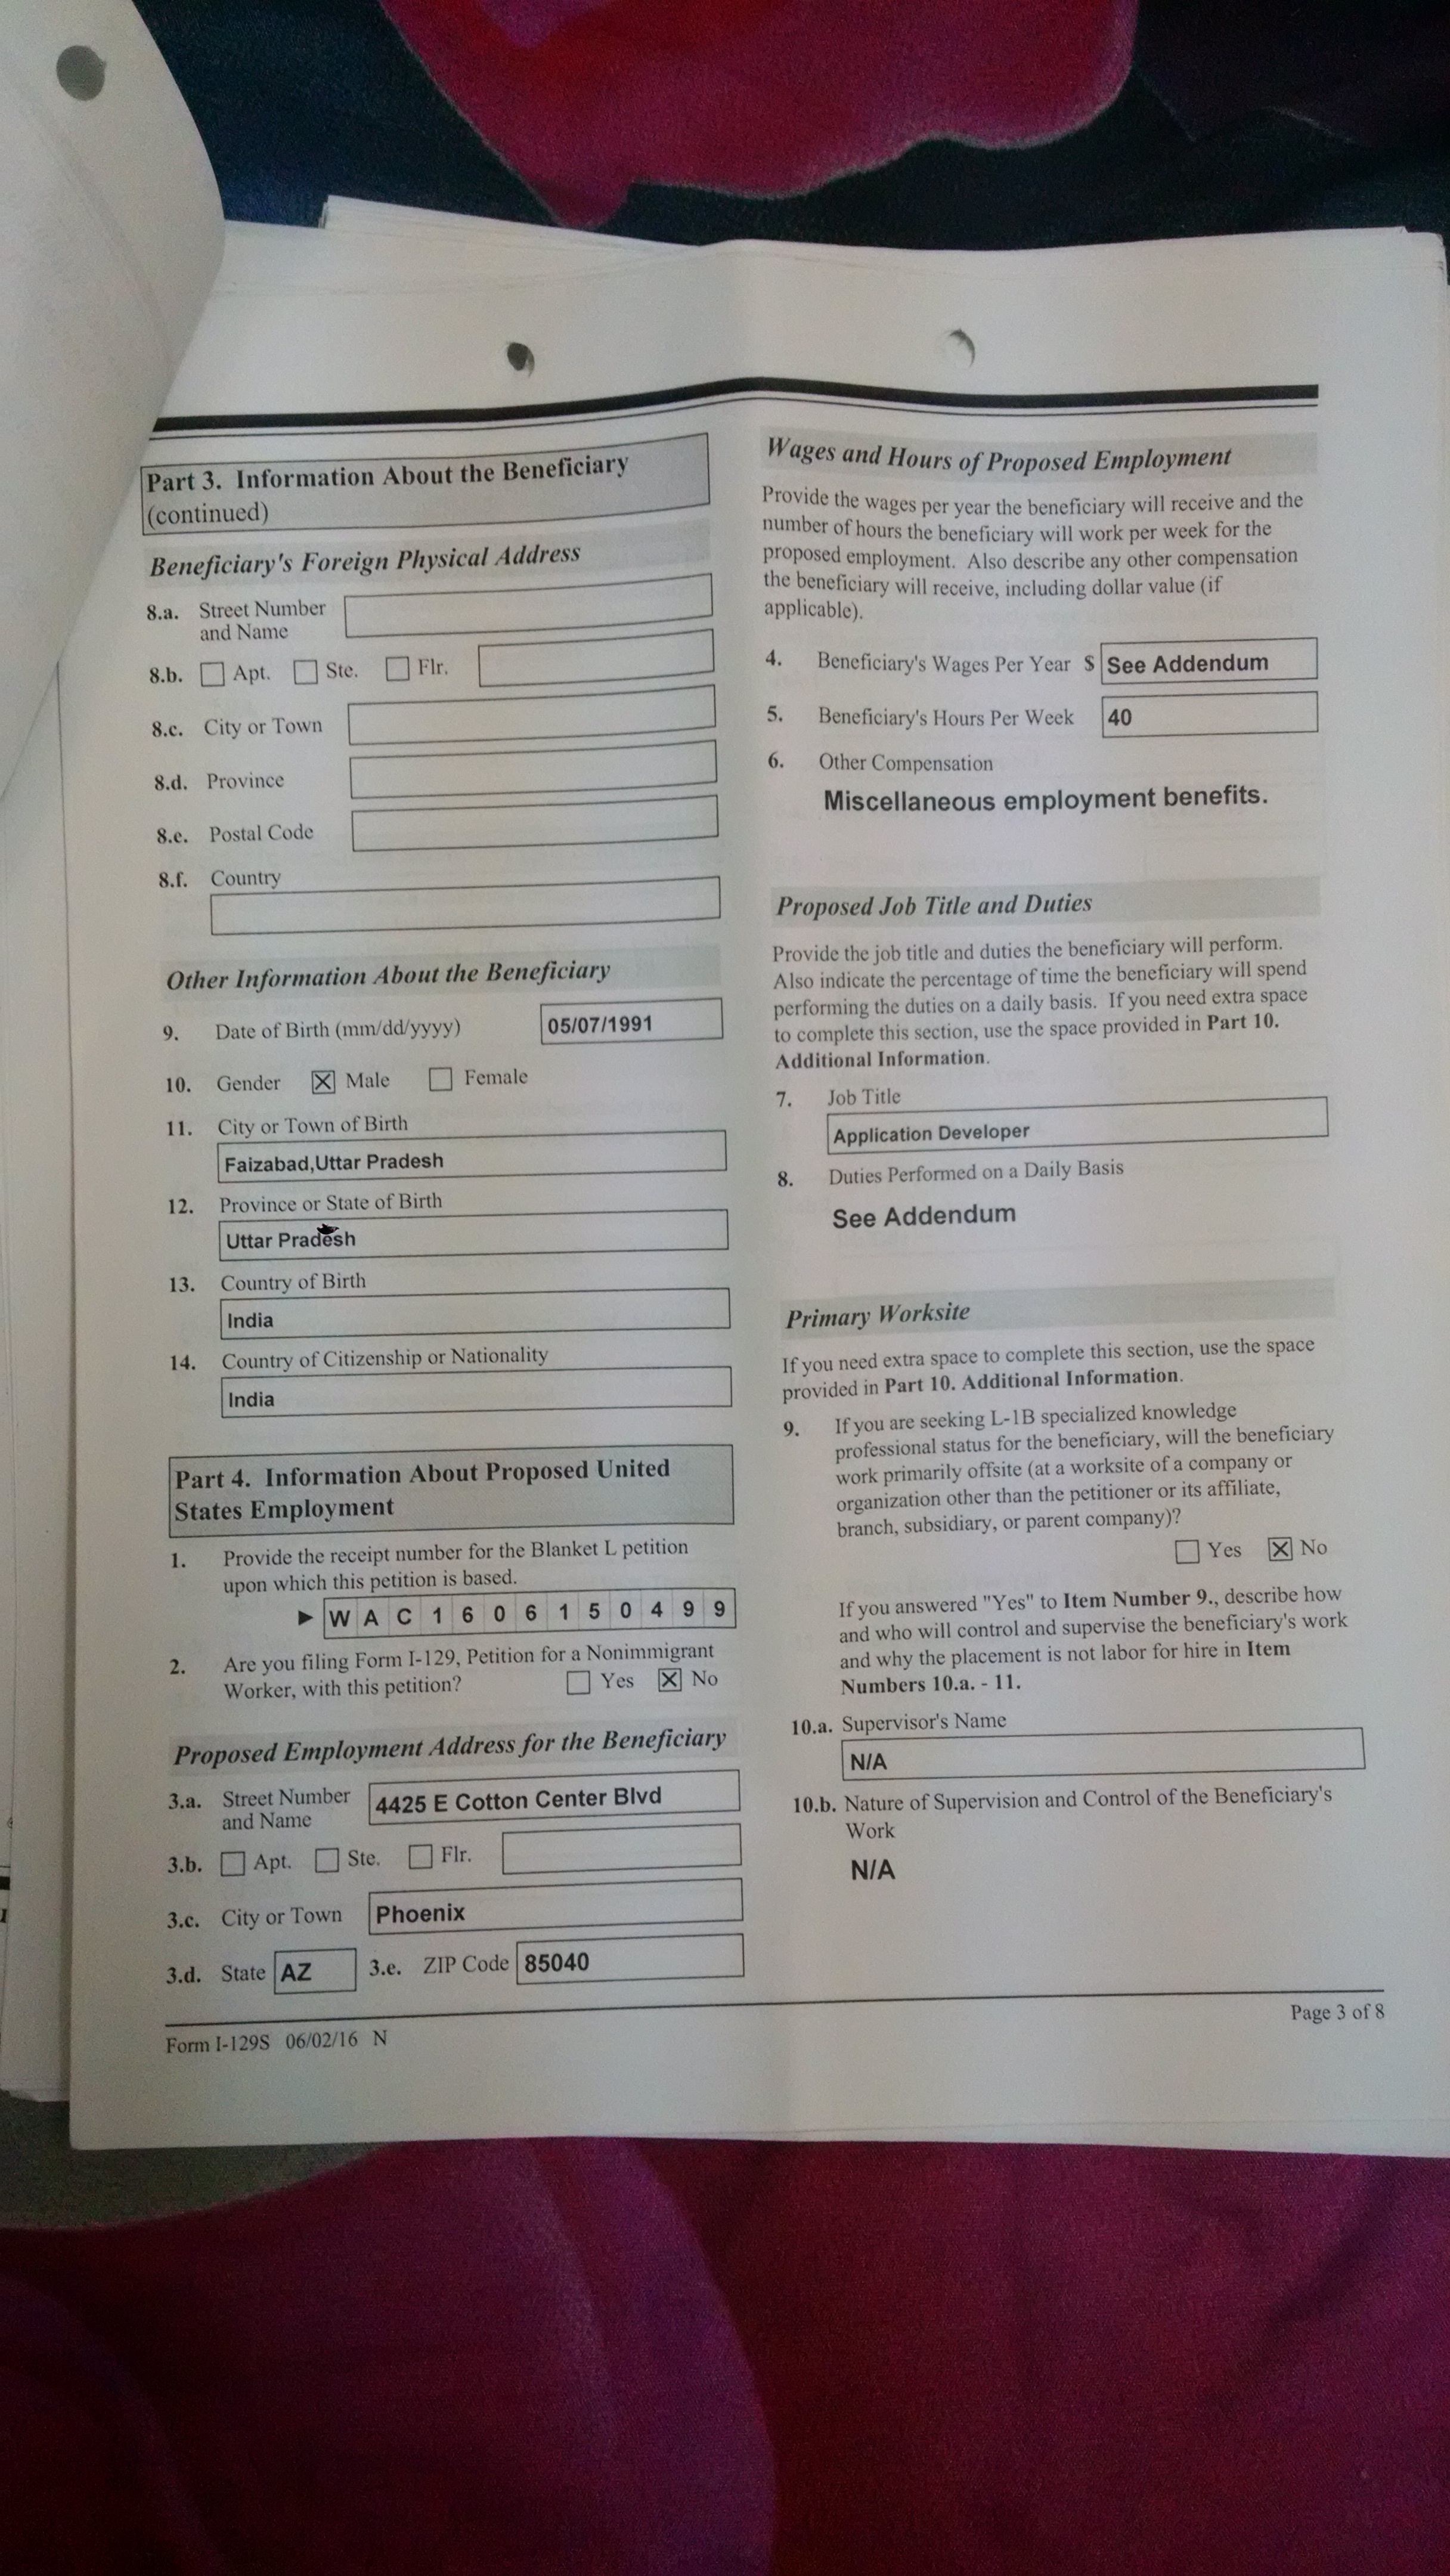 Part 3. Information About the Beneficiary
(continued)
Beneficiary's Foreign Physical Address
8.a. Street Number
and Name
8.b. Apt. Ste. Flr.
8.c. City or Town
8.d. Province
8.e. Postal Code
8.f. Country
Other Information About the Beneficiary
9. Date of Birth (mm/dd/yyyy) 05/07/1991
10. Gender Male Female
11. City or Town of Birth
Faizabad,Uttar Pradesh
12. Province or State of Birth
Uttar Pradesh
13. Country of Birth
India
14. Country of Citizenship or Nationality
India
Part 4. Information About Proposed United
States Employment
1. Provide the receipt number for the Blanket L petition
upon which this petition is based.
► W A C 1 6 0 6 1 5 0 4 9 9
2. Are you filing Form I-129, Petition for a Nonimmigrant
Worker, with this petition? Yes No
Proposed Employment Address for the Beneficiary
3.a. Street Number 4425 E Cotton Center Blvd
and Name
3.b. Apt. Ste. Flr.
3.c. City or Town Phoenix
3.d. State AZ 3.e. ZIP Code 85040
Wages and Hours of Proposed Employment
Provide the wages per year the beneficiary will receive and the
number of hours the beneficiary will work per week for the
proposed employment. Also describe any other compensation
the beneficiary will receive, including dollar value (if
applicable).
4. Beneficiary's Wages Per Year $ See Addendum
5. Beneficiary's Hours Per Week 40
6. Other Compensation
Miscellaneous employment benefits.
Proposed Job Title and Duties
Provide the job title and duties the beneficiary will perform.
Also indicate the percentage of time the beneficiary will spend
performing the duties on a daily basis. If you need extra space
to complete this section, use the space provided in Part 10.
Additional Information.
7. Job Title
Application Developer
8. Duties Performed on a Daily Basis
See Addendum
Primary Worksite
If you need extra space to complete this section, use the space
provided in Part 10. Additional Information.
9. If you are seeking L-1B specialized knowledge
professional status for the beneficiary, will the beneficiary
work primarily offsite (at a worksite of a company or
organization other than the petitioner or its affiliate,
branch, subsidiary, or parent company)?
Yes No
If you answered "Yes" to Item Number 9., describe how
and who will control and supervise the beneficiary's work
and why the placement is not labor for hire in Item
Numbers 10.a. - 11.
10.a. Supervisor's Name
N/A
10.b. Nature of Supervision and Control of the Beneficiary's
Work
N/A
Form I-129S 06/02/16 N
Page 3 of 8